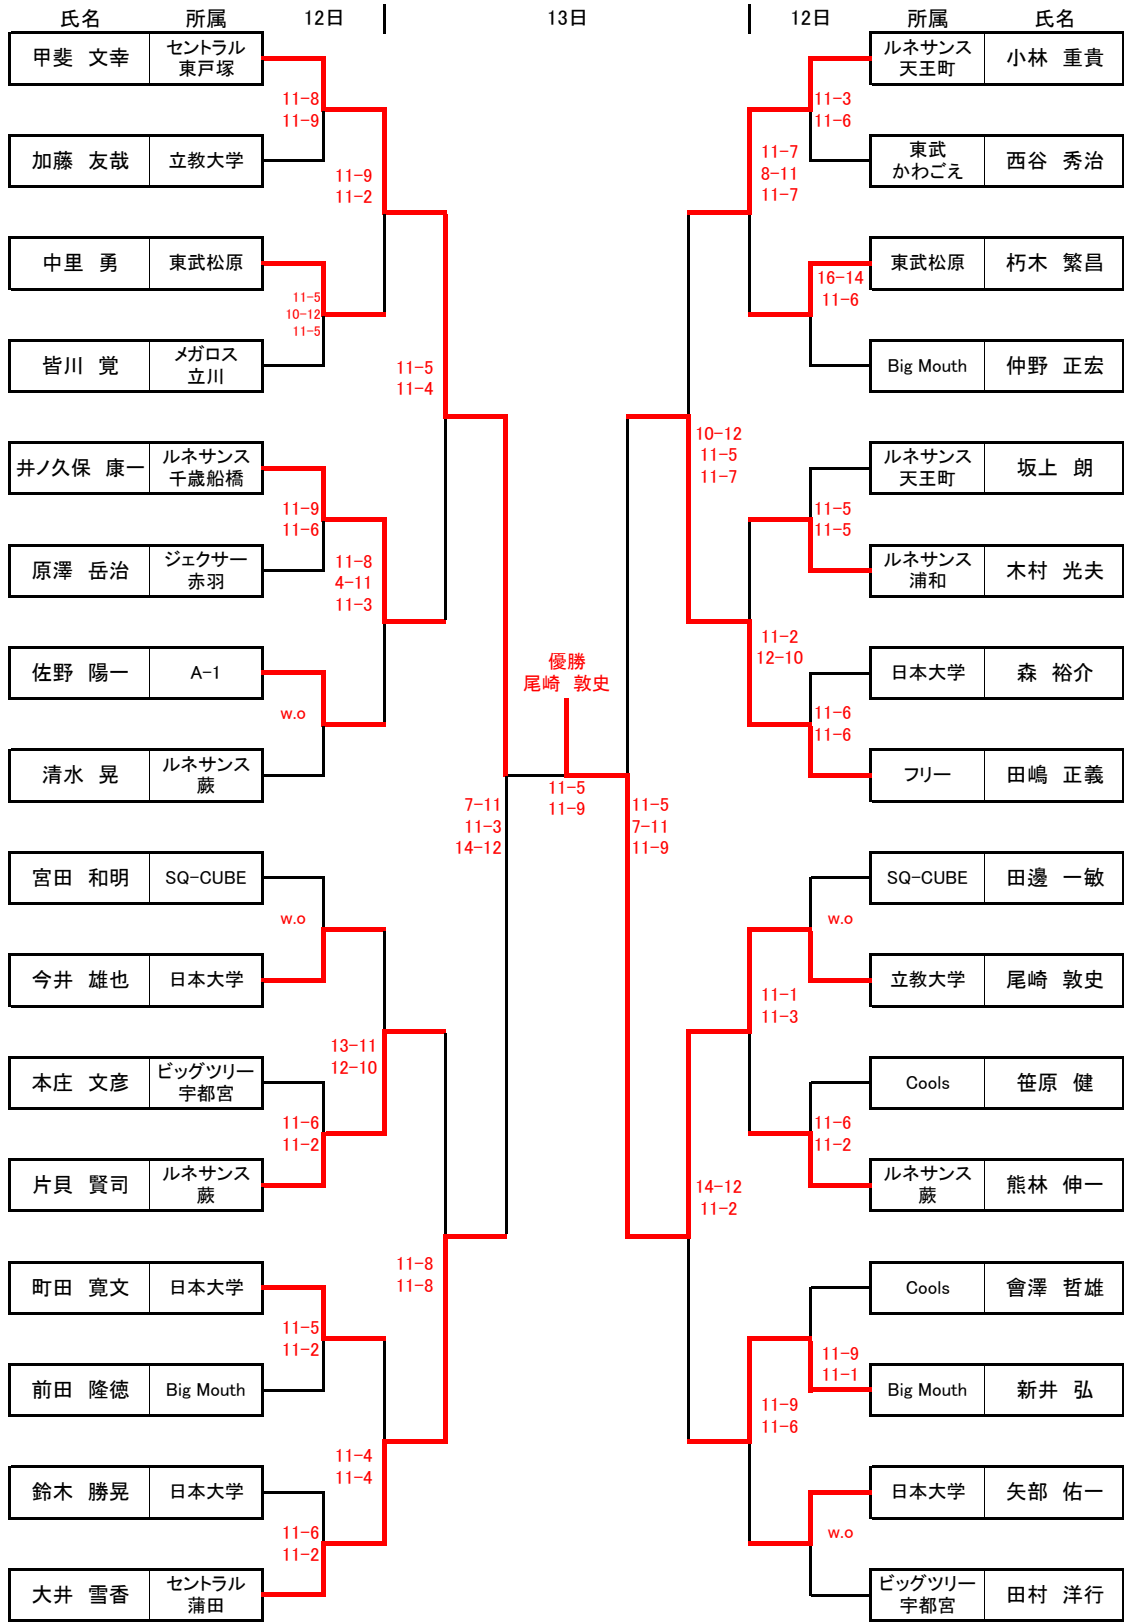 氏名 所属 12日 13日 12日 所属 氏名
甲斐 文幸
セントラル
東戸塚
11-8
11-9
加藤 友哉
立教大学
11-9
11-2
中里 勇
東武松原
11-5
10-12
11-5
皆川 覚
メガロス
立川
11-5
11-4
井ノ久保 康一
ルネサンス
千歳船橋
11-9
11-6
原澤 岳治
ジェクサー
赤羽
11-8
4-11
11-3
佐野 陽一
A-1
w.o
清水 晃
ルネサンス
蕨
7-11
11-3
14-12
宮田 和明
SQ-CUBE
w.o
今井 雄也
日本大学
13-11
12-10
本庄 文彦
ビッグツリー
宇都宮
11-6
11-2
片貝 賢司
ルネサンス
蕨
11-8
11-8
町田 寛文
日本大学
11-5
11-2
前田 隆徳
Big Mouth
11-4
11-4
鈴木 勝晃
日本大学
11-6
11-2
大井 雪香
セントラル
蒲田
優勝
尾崎 敦史
11-5
11-9
ルネサンス
天王町
小林 重貴
11-3
11-6
東武
かわごえ
西谷 秀治
11-7
8-11
11-7
東武松原
朽木 繁昌
16-14
11-6
Big Mouth
仲野 正宏
10-12
11-5
11-7
ルネサンス
天王町
坂上 朗
11-5
11-5
ルネサンス
浦和
木村 光夫
11-2
12-10
日本大学
森 裕介
11-6
11-6
フリー
田嶋 正義
11-5
7-11
11-9
SQ-CUBE
田邊 一敏
w.o
立教大学
尾崎 敦史
11-1
11-3
Cools
笹原 健
11-6
11-2
ルネサンス
蕨
熊林 伸一
14-12
11-2
Cools
會澤 哲雄
11-9
11-1
Big Mouth
新井 弘
11-9
11-6
日本大学
矢部 佑一
w.o
ビッグツリー
宇都宮
田村 洋行